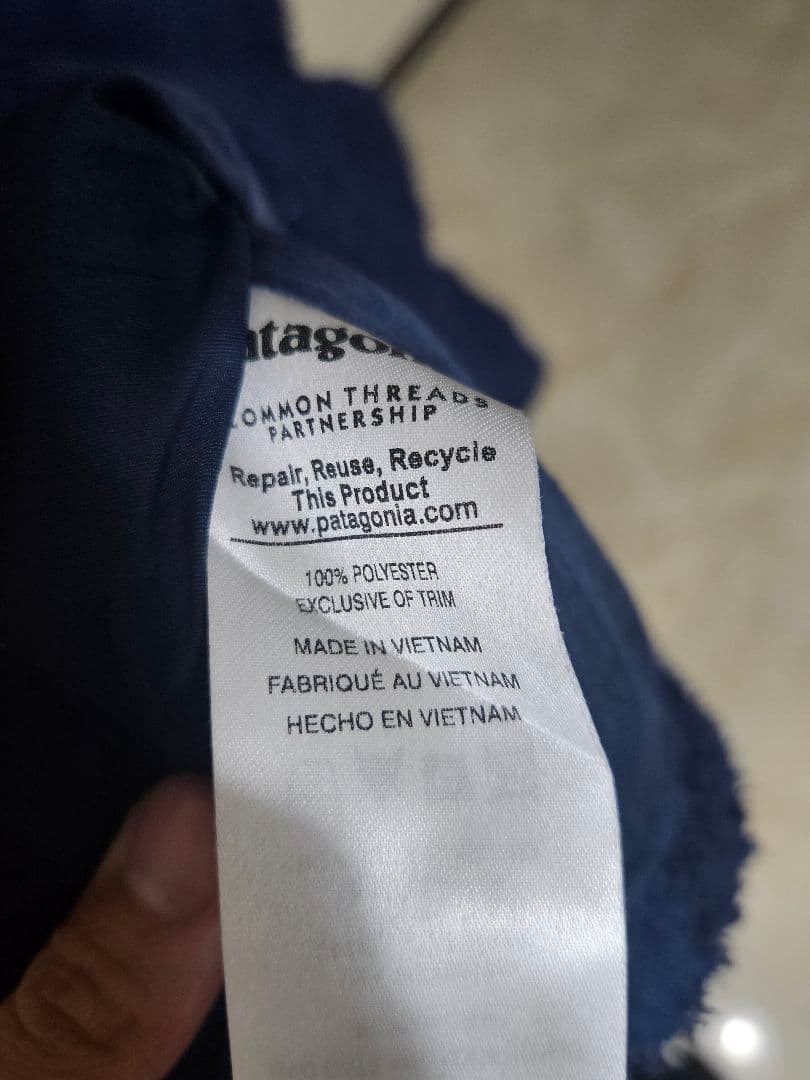 atago
COMMON THREADS
PARTNERSHIP
Repair, Reuse, Recycle
This Product
www.patagonia.com
100% POLYESTER
EXCLUSIVE OF TRIM
MADE IN VIETNAM
FABRIQUÉ AU VIETNAM
HECHO EN VIETNAM